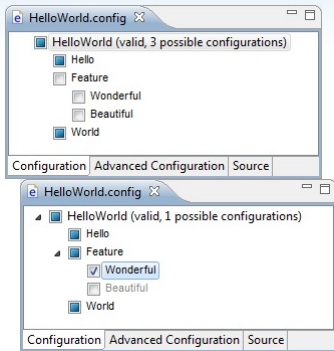 HelloWorld.config
HelloWorld (valid, 3 possible configurations)
Hello
Feature
Wonderful
Beautiful
World
Configuration Advanced Configuration Source
HelloWorld.config
HelloWorld (valid, 1 possible configurations)
Hello
Feature
Wonderful
Beautiful
World
Configuration Advanced Configuration Source